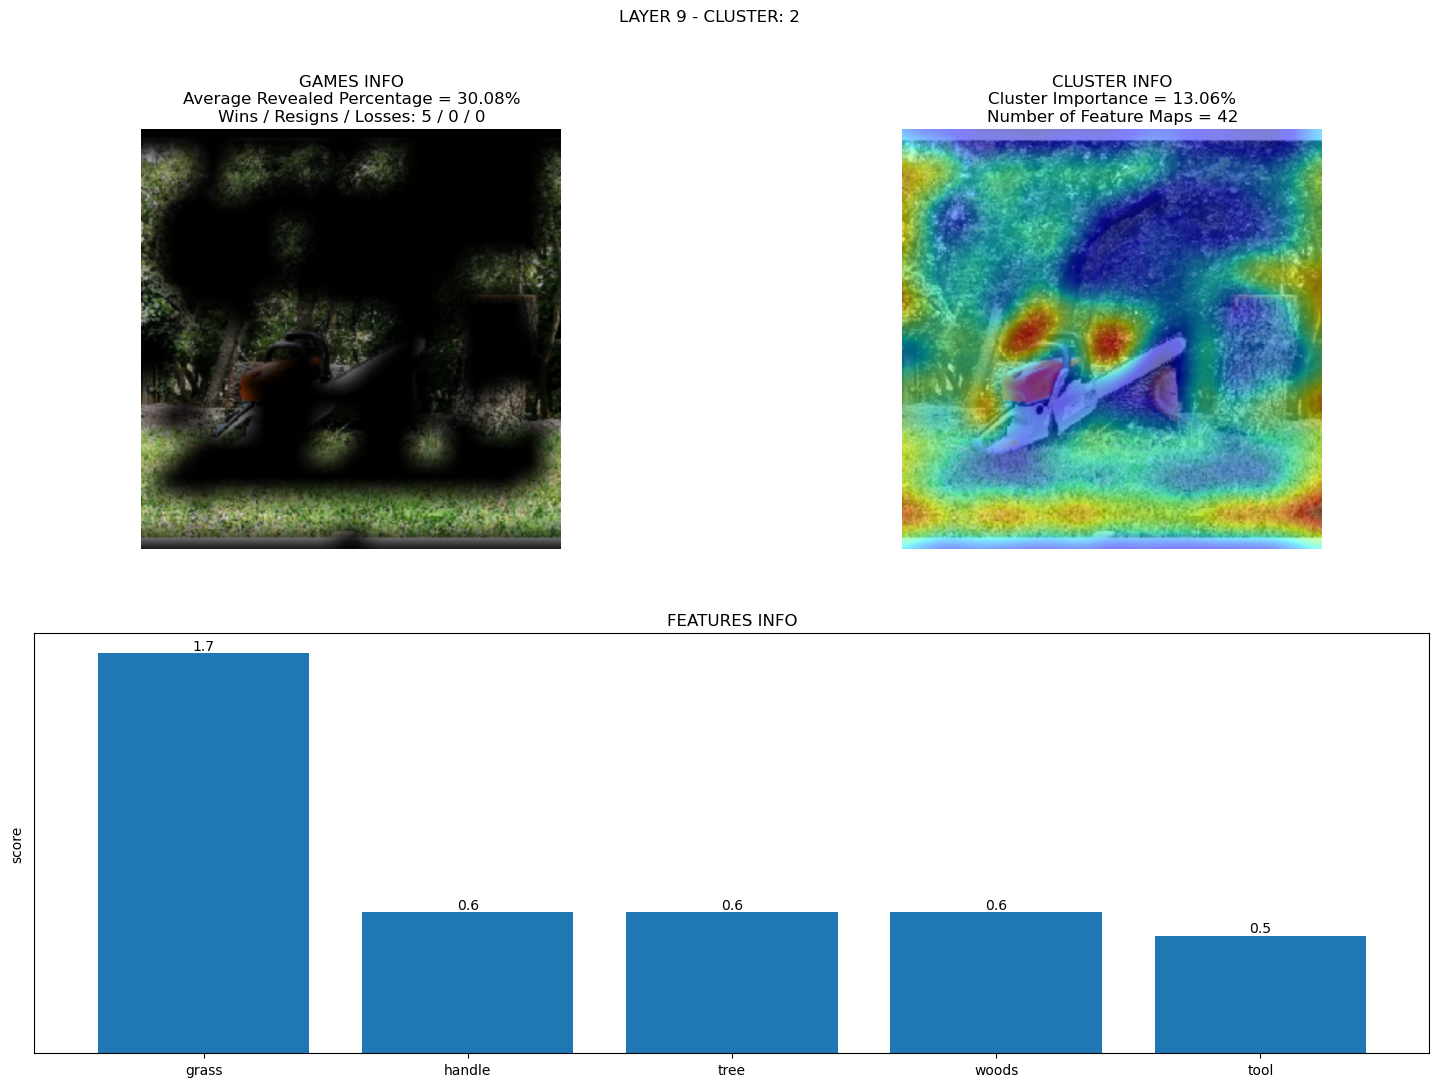 LAYER 9 - CLUSTER: 2
GAMES INFO
Average Revealed Percentage = 30.08%
Wins / Resigns / Losses: 5 / 0 / 0
CLUSTER INFO
Cluster Importance = 13.06%
Number of Feature Maps = 42
FEATURES INFO
score
1.7
0.6
0.6
0.6
0.5
grass
handle
tree
woods
tool